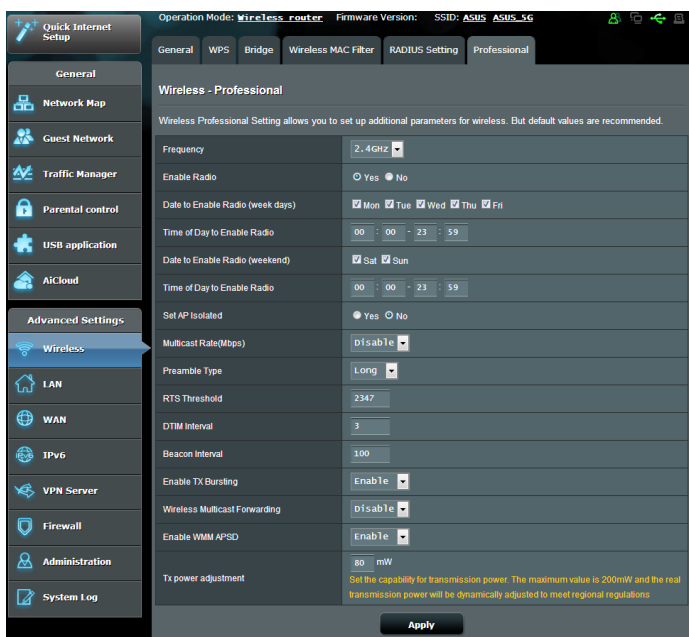 Operation Mode: Wireless router Firmware Version: SSID: ASUS ASUS_5G
Quick Internet
Setup
General WPS Bridge Wireless MAC Filter RADIUS Setting Professional
General
Network Map
Guest Network
Traffic Manager
Parental control
USB application
AiCloud
Advanced Settings
Wireless
LAN
WAN
IPv6
VPN Server
Firewall
Administration
System Log
Wireless - Professional
Wireless Professional Setting allows you to set up additional parameters for wireless. But default values are recommended.
Frequency 2.4GHz
Enable Radio Yes No
Date to Enable Radio (week days) Mon Tue Wed Thu Fri
Time of Day to Enable Radio 00 : 00 - 23 : 59
Date to Enable Radio (weekend) Sat Sun
Time of Day to Enable Radio 00 : 00 - 23 : 59
Set AP Isolated Yes No
Multicast Rate(Mbps) Disable
Preamble Type Long
RTS Threshold 2347
DTIM Interval 3
Beacon Interval 100
Enable TX Bursting Enable
Wireless Multicast Forwarding Disable
Enable WMM APSD Enable
Tx power adjustment 80 mW
Set the capability for transmission power. The maximum value is 200mW and the real
transmission power will be dynamically adjusted to meet regional regulations
Apply